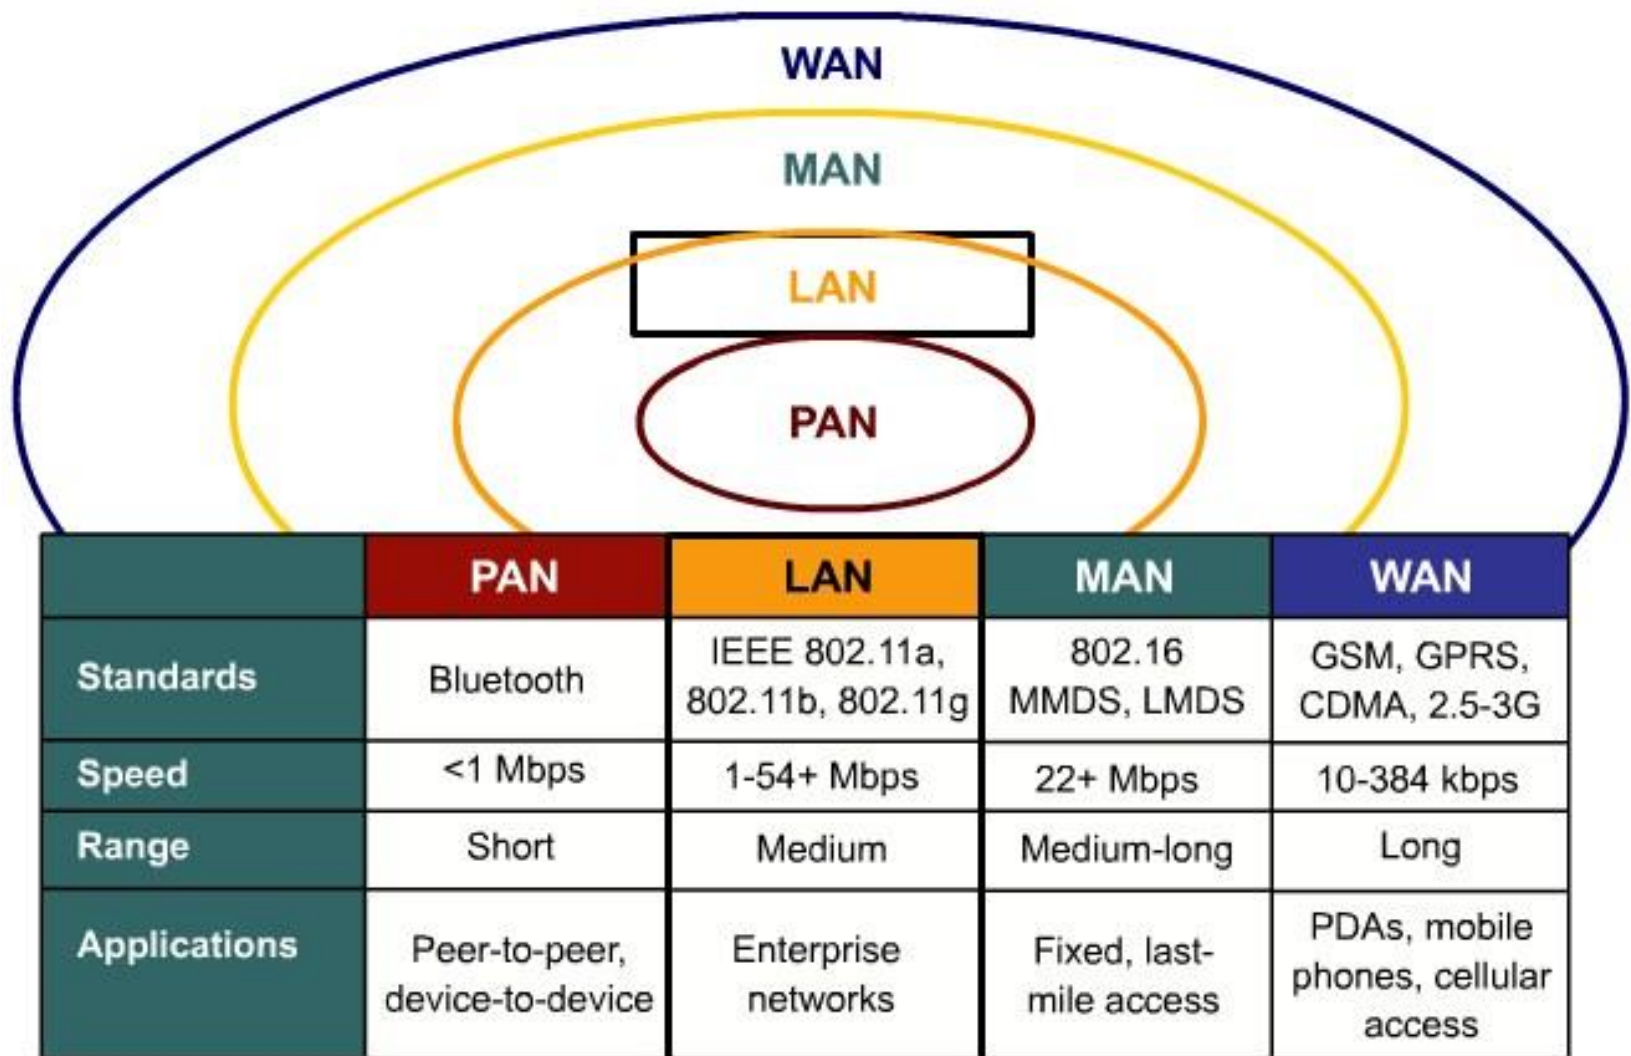 WAN
MAN
LAN
PAN
PAN
LAN
MAN
WAN
Standards
Bluetooth
IEEE 802.11a,
802.11b, 802.11g
802.16
MMDS, LMDS
GSM, GPRS,
CDMA, 2.5-3G
Speed
<1 Mbps
1-54+ Mbps
22+ Mbps
10-384 kbps
Range
Short
Medium
Medium-long
Long
Applications
Peer-to-peer,
device-to-device
Enterprise
networks
Fixed, last-
mile access
PDAs, mobile
phones, cellular
access